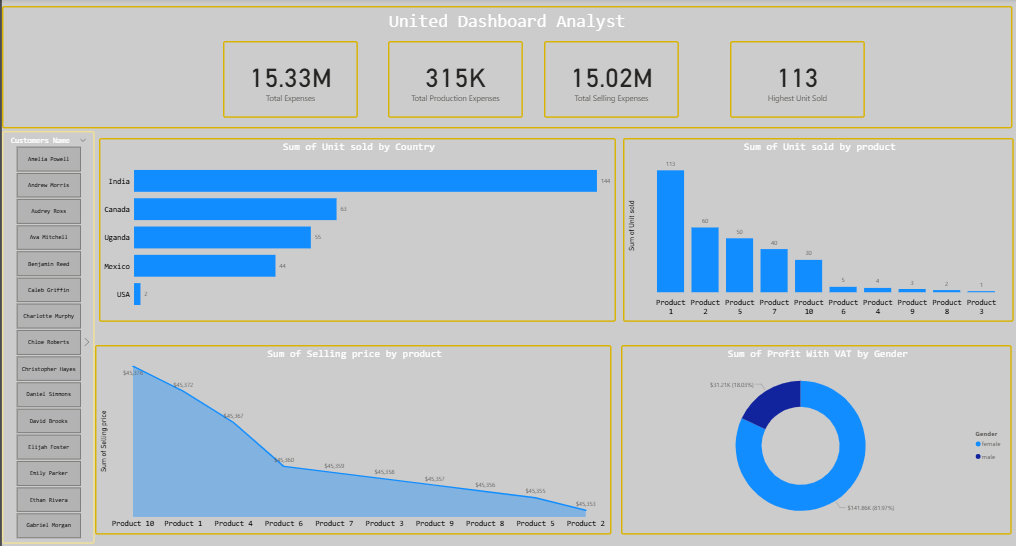 United Dashboard Analyst
15.33M
Total Expenses
315K
Total Production Expenses
15.02M
Total Selling Expenses
113
Highest Unit Sold
Customers Name
Amelia Powell
Andrew Morris
Audrey Ross
Ava Mitchell
Benjamin Reed
Caleb Griffin
Charlotte Murphy
Chloe Roberts
Christopher Hayes
Daniel Simmons
David Brooks
Elijah Foster
Emily Parker
Ethan Rivera
Gabriel Morgan
Sum of Unit sold by Country
India 144
Canada 63
Uganda 55
Mexico 44
USA 2
Sum of Unit sold by product
Sum of Unit sold
113 60 50 40 30 5 4 3 2 1
Product Product Product Product Product Product Product Product Product Product
1 2 5 7 10 6 4 9 8 3
Sum of Selling price by product
Sum of Selling price
$45,372 $45,367 $45,360 $45,359 $45,358 $45,357 $45,356 $45,355 $45,353
Product 10 Product 1 Product 4 Product 6 Product 7 Product 3 Product 9 Product 8 Product 5 Product 2
Sum of Profit With VAT by Gender
$31.21K (18.03%)
$141.86K (81.97%)
Gender
female
male